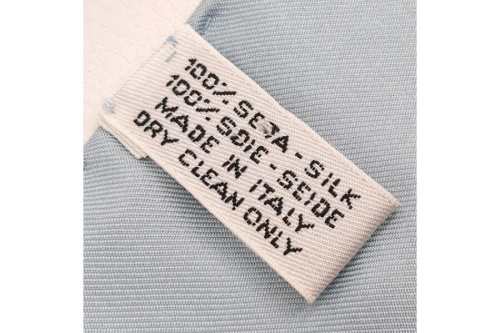 100% SETA - SILK
100% SOIE - SEIDE
MADE IN ITALY
DRY CLEAN ONLY